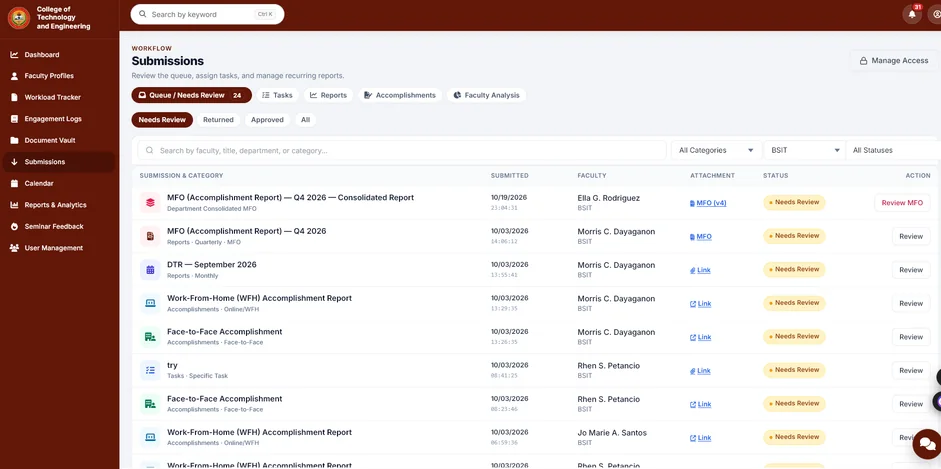 College of
Technology
and Engineering
Search by keyword
Ctrl K
31
Dashboard
Faculty Profiles
Workload Tracker
Engagement Logs
Document Vault
Submissions
Calendar
Reports & Analytics
Seminar Feedback
User Management
WORKFLOW
Submissions
Review the queue, assign tasks, and manage recurring reports.
Manage Access
Queue / Needs Review 24
Tasks
Reports
Accomplishments
Faculty Analysis
Needs Review
Returned
Approved
All
Search by faculty, title, department, or category...
All Categories
BSIT
All Statuses
SUBMISSION & CATEGORY SUBMITTED FACULTY ATTACHMENT STATUS ACTION
MFO (Accomplishment Report) — Q4 2026 — Consolidated Report 10/19/2026 Ella G. Rodriguez MFO (v4) Needs Review Review MFO
Department Consolidated MFO 23:04:31 BSIT
MFO (Accomplishment Report) — Q4 2026 10/03/2026 Morris C. Dayaganon MFO Needs Review Review
Reports · Quarterly · MFO 14:06:12 BSIT
DTR — September 2026 10/03/2026 Morris C. Dayaganon Link Needs Review Review
Reports · Monthly 13:55:41 BSIT
Work-From-Home (WFH) Accomplishment Report 10/03/2026 Morris C. Dayaganon Link Needs Review Review
Accomplishments · Online/WFH 13:29:35 BSIT
Face-to-Face Accomplishment 10/03/2026 Morris C. Dayaganon Link Needs Review Review
Accomplishments · Face-to-Face 13:26:35 BSIT
try 10/03/2026 Rhen S. Petancio Link Needs Review Review
Tasks · Specific Task 08:41:25 BSIT
Face-to-Face Accomplishment 10/03/2026 Rhen S. Petancio Link Needs Review Review
Accomplishments · Face-to-Face 08:23:46 BSIT
Work-From-Home (WFH) Accomplishment Report 10/03/2026 Jo Marie A. Santos Link Needs Review
Accomplishments · Online/WFH 06:59:36 BSIT
Work-From-Home (WFH) Accomplishment Report 10/03/2026 Rhen S. Petancio